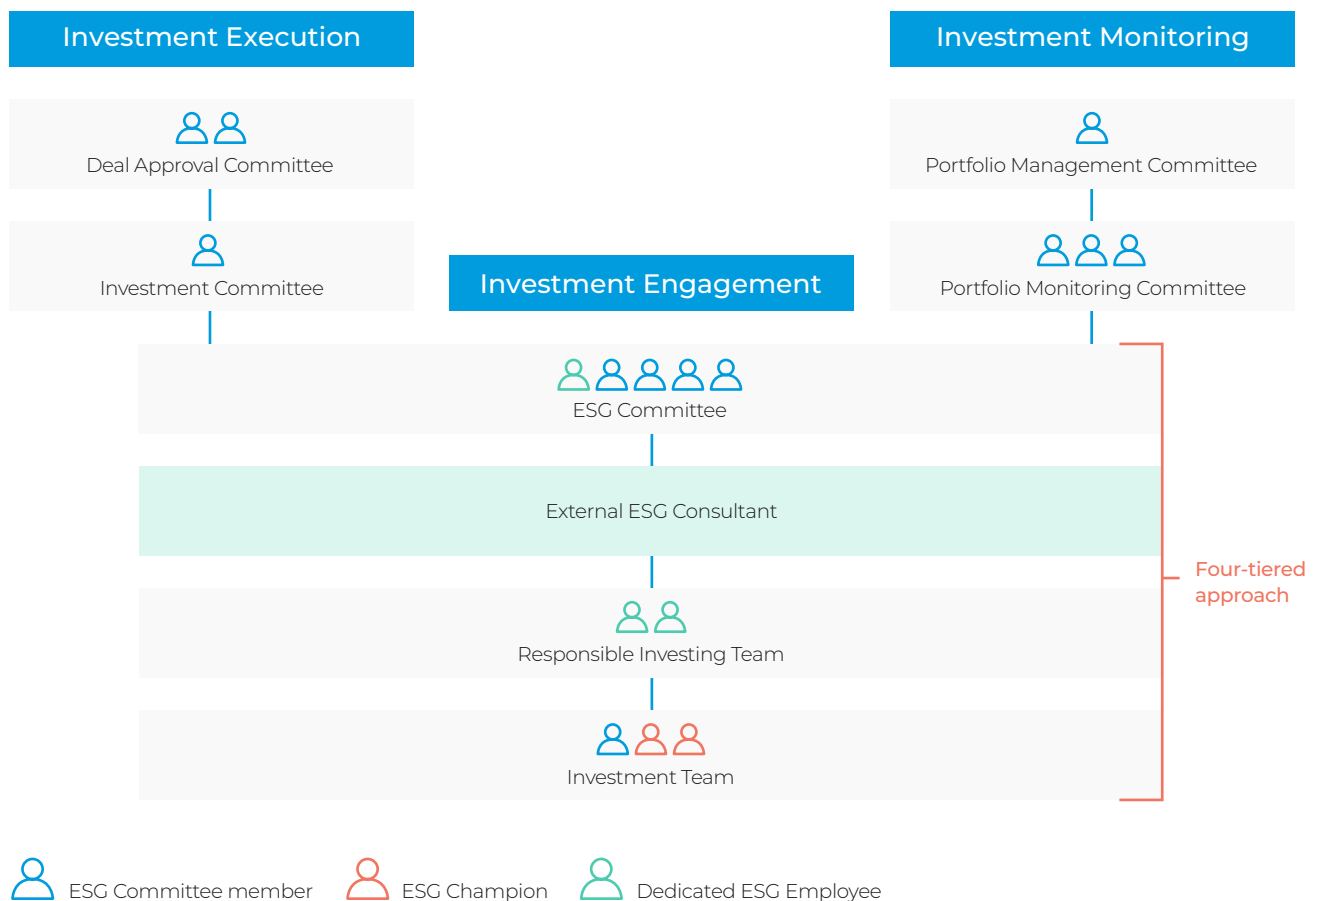 Investment Execution
Investment Monitoring
Deal Approval Committee
Portfolio Management Committee
Investment Committee
Investment Engagement
Portfolio Monitoring Committee
ESG Committee
External ESG Consultant
Four-tiered
approach
Responsible Investing Team
Investment Team
ESG Committee member
ESG Champion
Dedicated ESG Employee